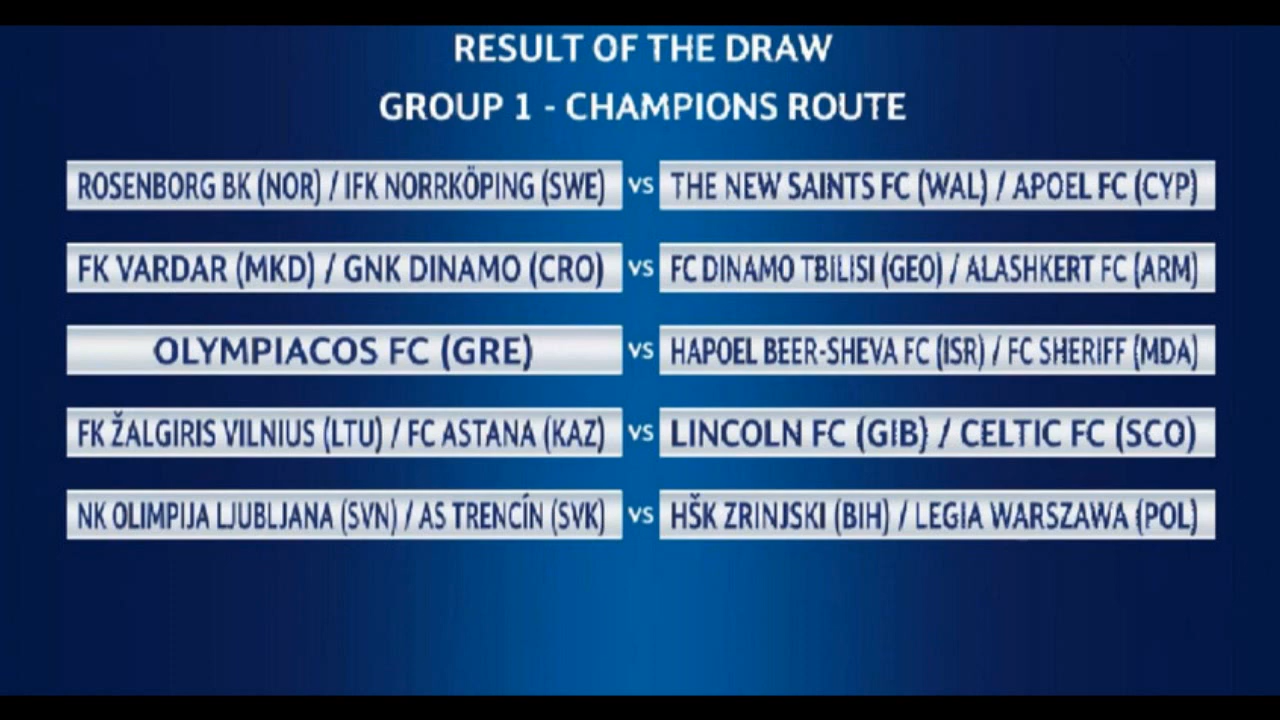 RESULT OF THE DRAW
GROUP 1 - CHAMPIONS ROUTE
ROSENBORG BK (NOR) / IFK NORRKÖPING (SWE) vs THE NEW SAINTS FC (WAL) / APOEL FC (CYP)
FK VARDAR (MKD) / GNK DINAMO (CRO) vs FC DINAMO TBILISI (GEO) / ALASHKERT FC (ARM)
OLYMPIACOS FC (GRE) vs HAPOEL BEER-SHEVA FC (ISR) / FC SHERIFF (MDA)
FK ŽALGIRIS VILNIUS (LTU) / FC ASTANA (KAZ) vs LINCOLN FC (GIB) / CELTIC FC (SCO)
NK OLIMPIJA LJUBLJANA (SVN) / AS TRENCÍN (SVK) vs HŠK ZRINJSKI (BIH) / LEGIA WARSZAWA (POL)